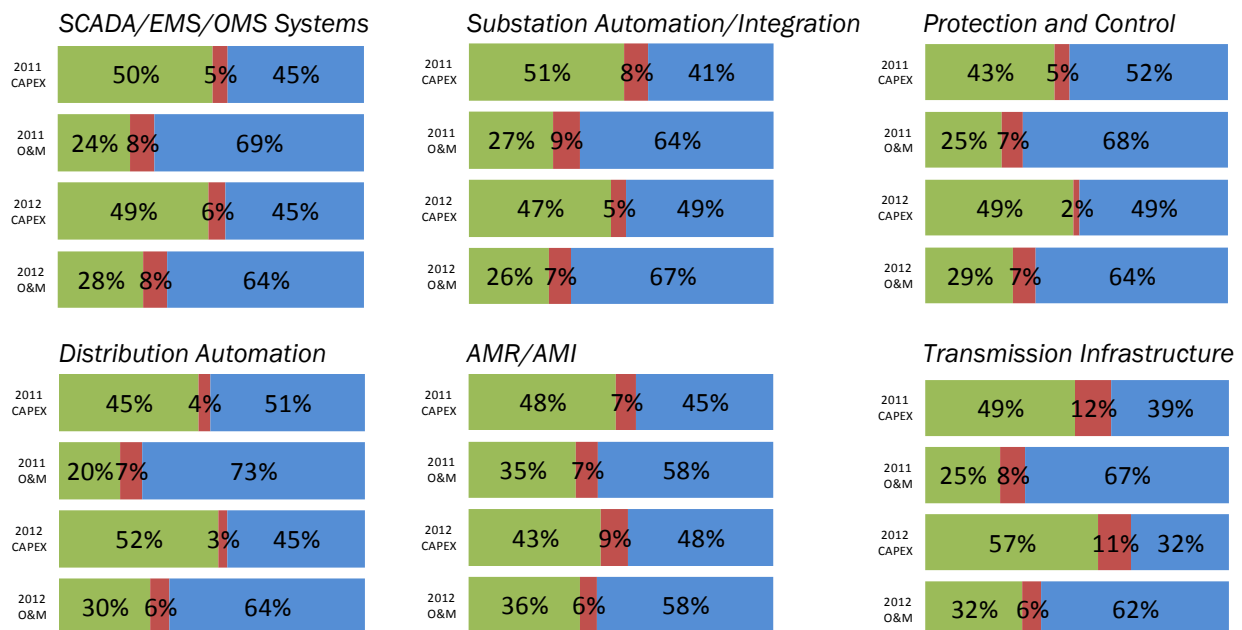 SCADA/EMS/OMS Systems
2011
CAPEX
50% 5% 45%
2011
O&M
24% 8% 69%
2012
CAPEX
49% 6% 45%
2012
O&M
28% 8% 64%
Substation Automation/Integration
2011
CAPEX
51% 8% 41%
2011
O&M
27% 9% 64%
2012
CAPEX
47% 5% 49%
2012
O&M
26% 7% 67%
Protection and Control
2011
CAPEX
43% 5% 52%
2011
O&M
25% 7% 68%
2012
CAPEX
49% 2% 49%
2012
O&M
29% 7% 64%
Distribution Automation
2011
CAPEX
45% 4% 51%
2011
O&M
20% 7% 73%
2012
CAPEX
52% 3% 45%
2012
O&M
30% 6% 64%
AMR/AMI
2011
CAPEX
48% 7% 45%
2011
O&M
35% 7% 58%
2012
CAPEX
43% 9% 48%
2012
O&M
36% 6% 58%
Transmission Infrastructure
2011
CAPEX
49% 12% 39%
2011
O&M
25% 8% 67%
2012
CAPEX
57% 11% 32%
2012
O&M
32% 6% 62%